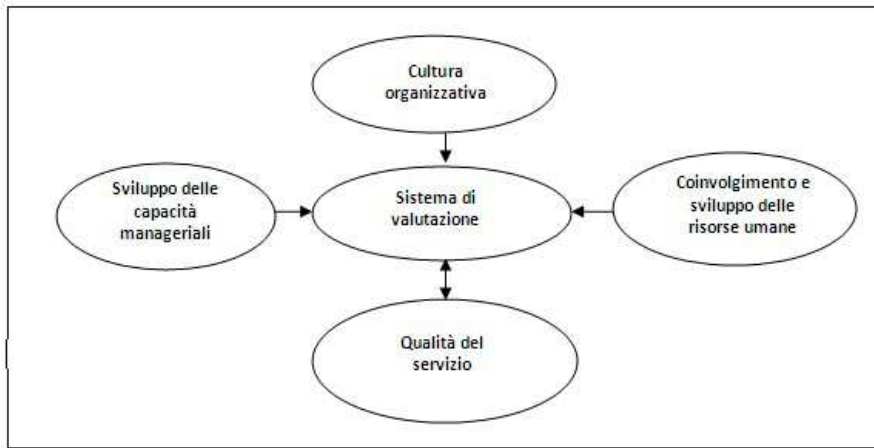 Cultura
organizzativa
Sviluppo delle
capacità
manageriali
Sistema di
valutazione
Coinvolgimento e
sviluppo delle
risorse umane
Qualità del
servizio